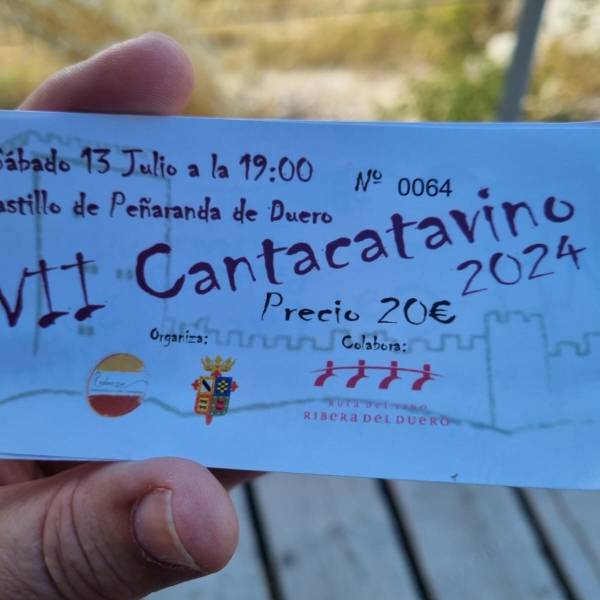 Sábado 13 Julio a la 19:00
Nº 0064
astillo de Peñaranda de Duero
VII Cantacatavino
2024
Precio 20€
Organiza:
Colabora:
RUTA DEL VINO
RIBERA DEL DUERO